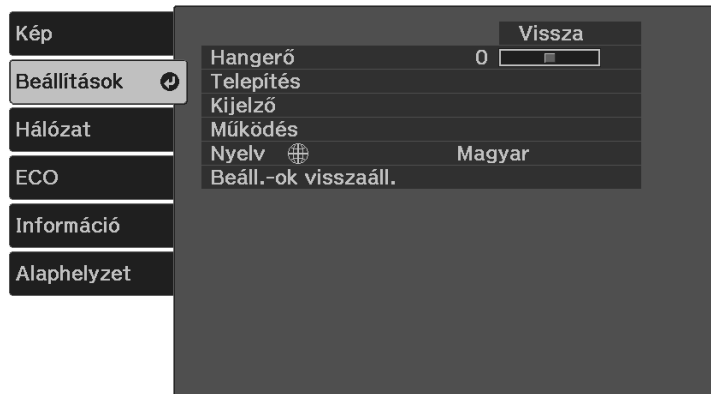 Kép
Beállítások
Hálózat
ECO
Információ
Alaphelyzet
Vissza
Hangerő 0
Telepítés
Kijelző
Működés
Nyelv Magyar
Beáll.-ok visszaáll.